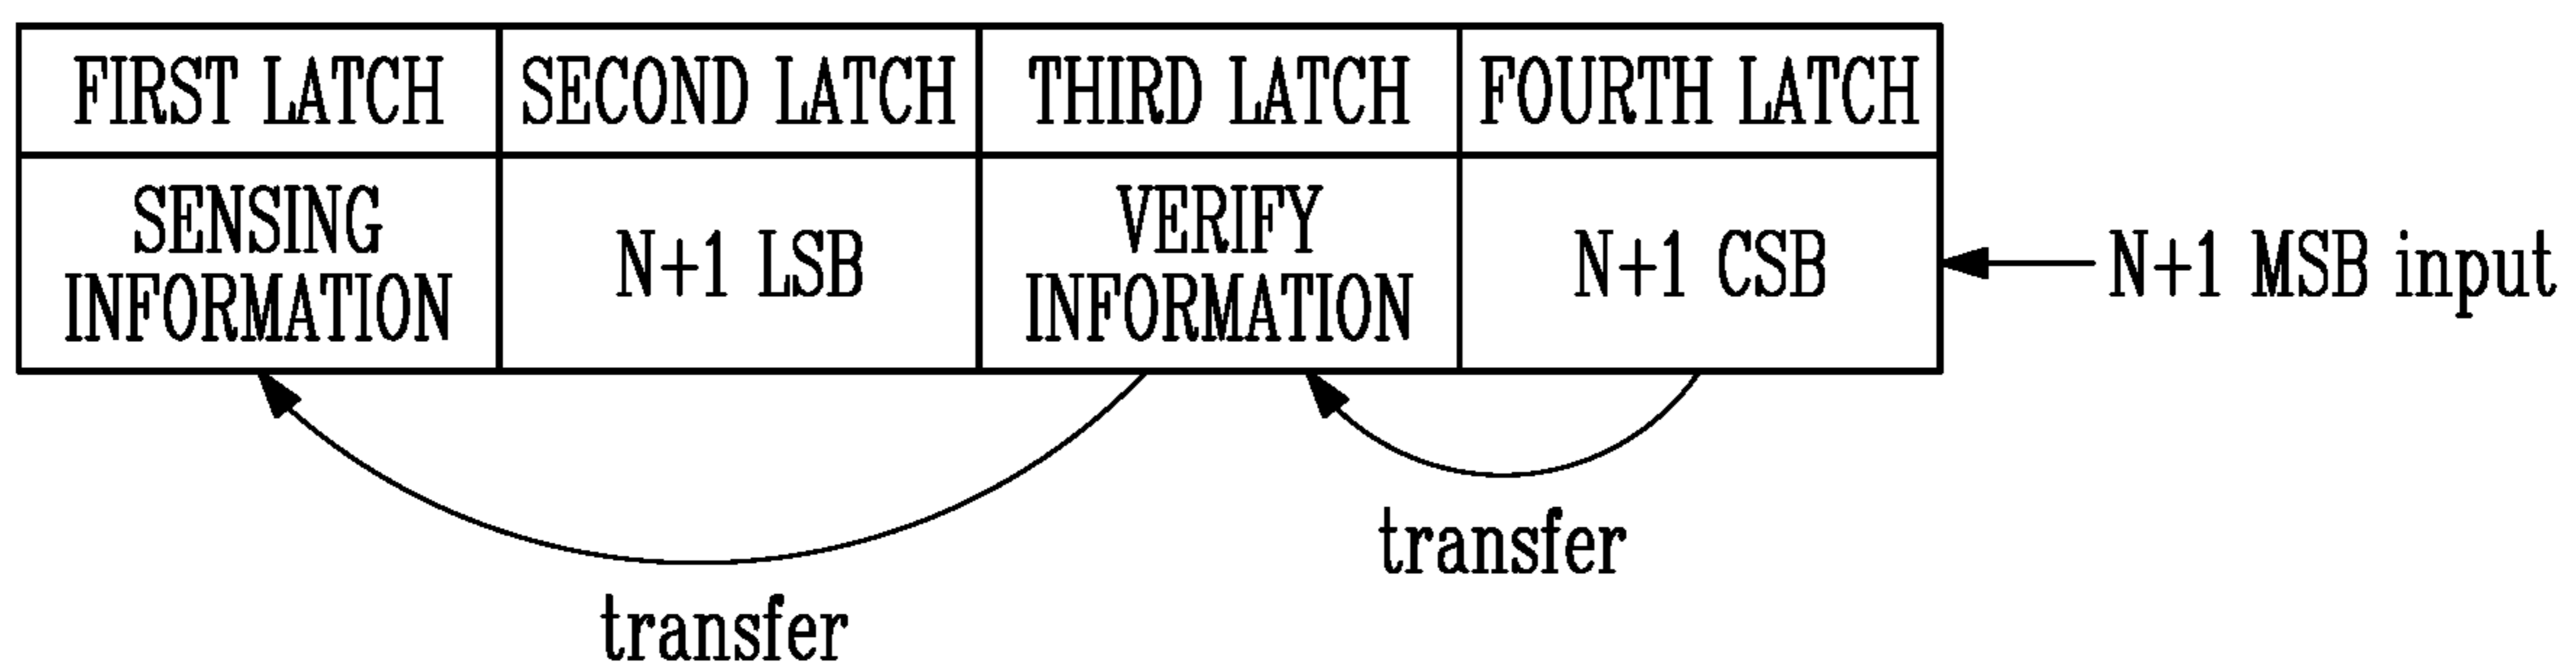 FIRST LATCH
SECOND LATCH
THIRD LATCH
FOURTH LATCH
SENSING
INFORMATION
N+1 LSB
VERIFY
INFORMATION
N+1 CSB
N+1 MSB input
transfer
transfer